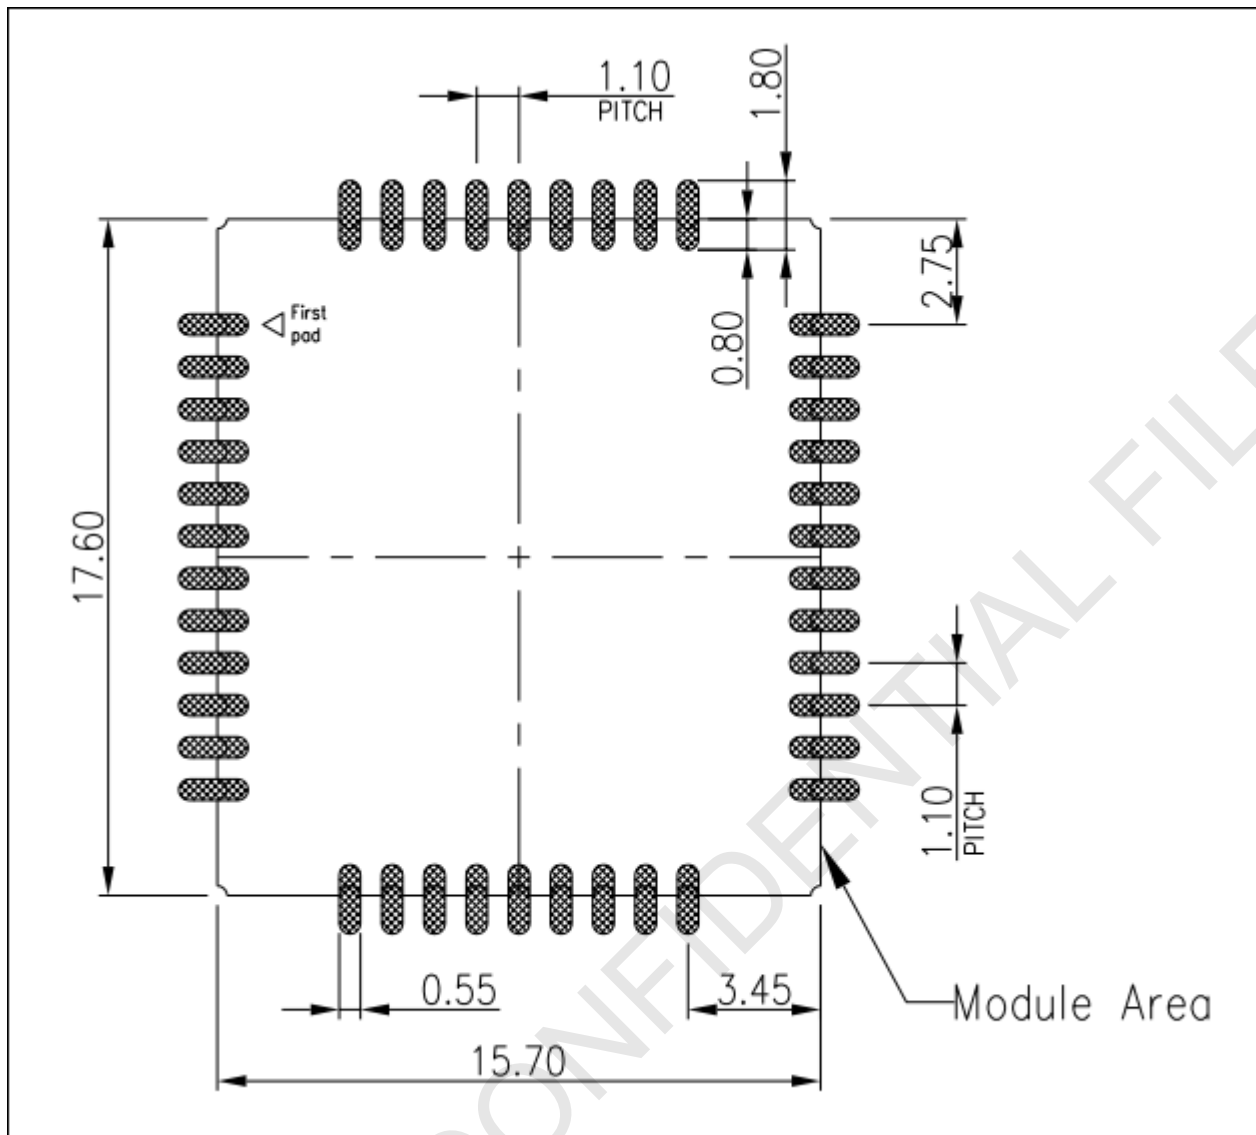 1.10
PITCH
1.80
2.75
0.80
First
pad
17.60
1.10
PITCH
0.55
3.45
Module Area
15.70
CONFIDENTIAL FILE